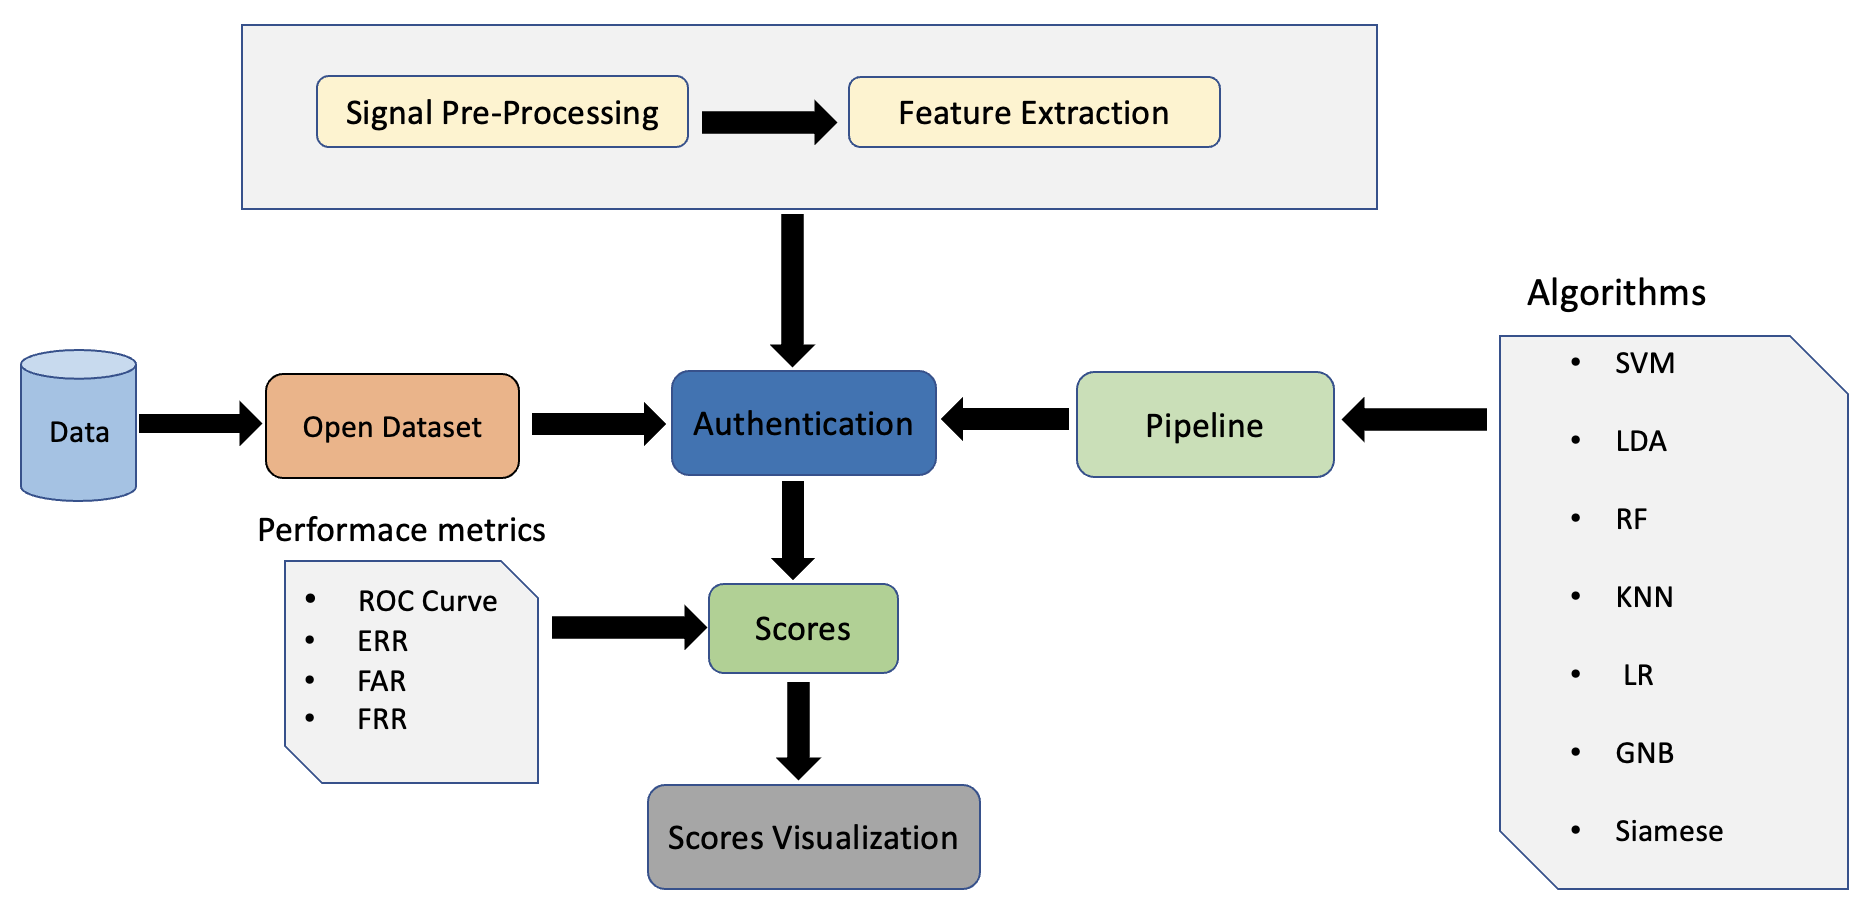 Signal Pre-Processing
Feature Extraction
Data
Open Dataset
Authentication
Pipeline
Algorithms
• SVM
• LDA
• RF
• KNN
• LR
• GNB
• Siamese
Performace metrics
• ROC Curve
• ERR
• FAR
• FRR
Scores
Scores Visualization